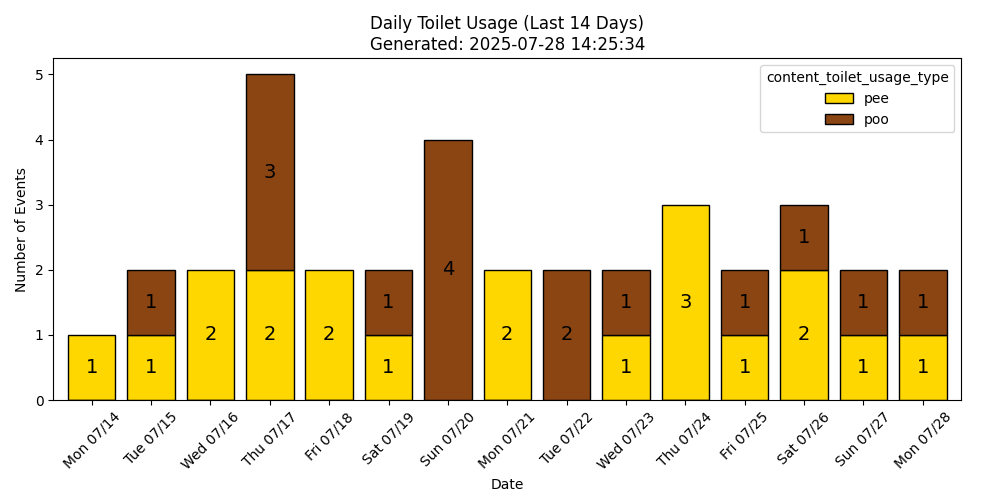 Daily Toilet Usage (Last 14 Days)
Generated: 2025-07-28 14:25:34
content_toilet_usage_type
pee
poo
Number of Events
5
4
3
2
1
0
1
1
1
2
3
2
2
1
1
4
2
2
1
1
3
1
1
1
2
1
1
1
1
Mon 07/14
Tue 07/15
Wed 07/16
Thu 07/17
Fri 07/18
Sat 07/19
Sun 07/20
Mon 07/21
Tue 07/22
Wed 07/23
Thu 07/24
Fri 07/25
Sat 07/26
Sun 07/27
Mon 07/28
Date